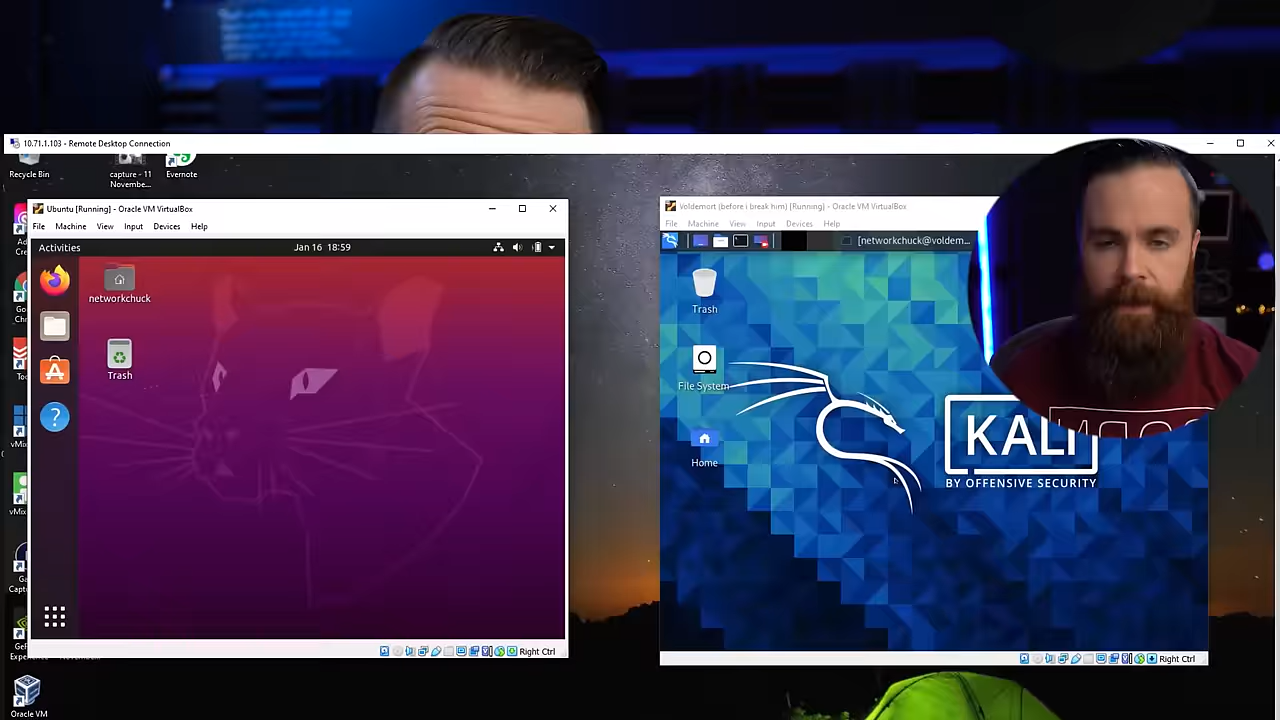 10.71.1.103 - Remote Desktop Connection
Recycle Bin
capture - 11
Novembe...
Evernote
Ubuntu [Running] - Oracle VM VirtualBox
File Machine View Input Devices Help
Activities
Jan 16 18:59
networkchuck
Trash
Right Ctrl
Voldemort (before i break him) [Running] - Oracle VM VirtualBox
File Machine View Input Devices Help
[networkchuck@voldem...
Trash
File System
Home
KALI
BY OFFENSIVE SECURITY
Right Ctrl
Oracle VM